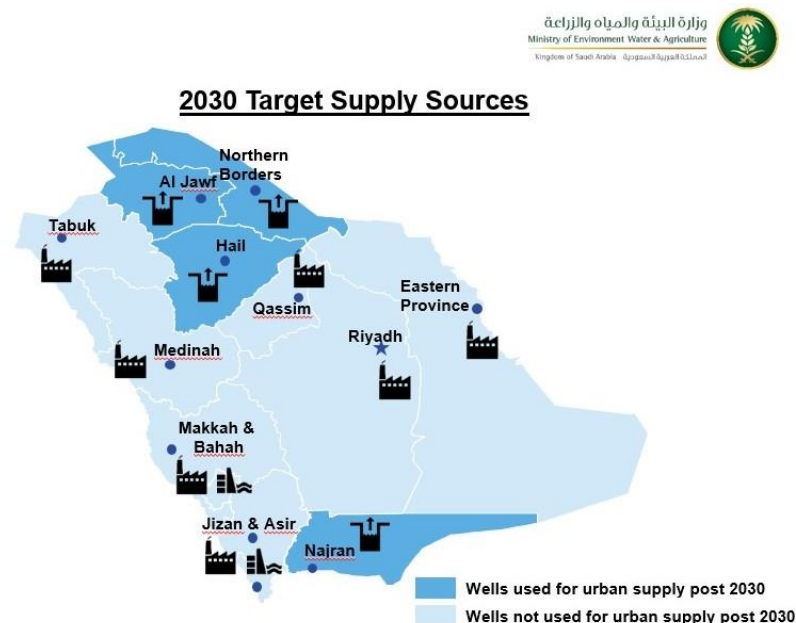 وزارة البيئة والمياه والزراعة
Ministry of Environment Water & Agriculture
Kingdom of Saudi Arabia المملكة العربية السعودية
2030 Target Supply Sources
Northern
Borders
Al Jawf
Tabuk
Hail
Eastern
Province
Qassim
Riyadh
Medinah
Makkah &
Bahah
Jizan & Asir
Najran
Wells used for urban supply post 2030
Wells not used for urban supply post 2030